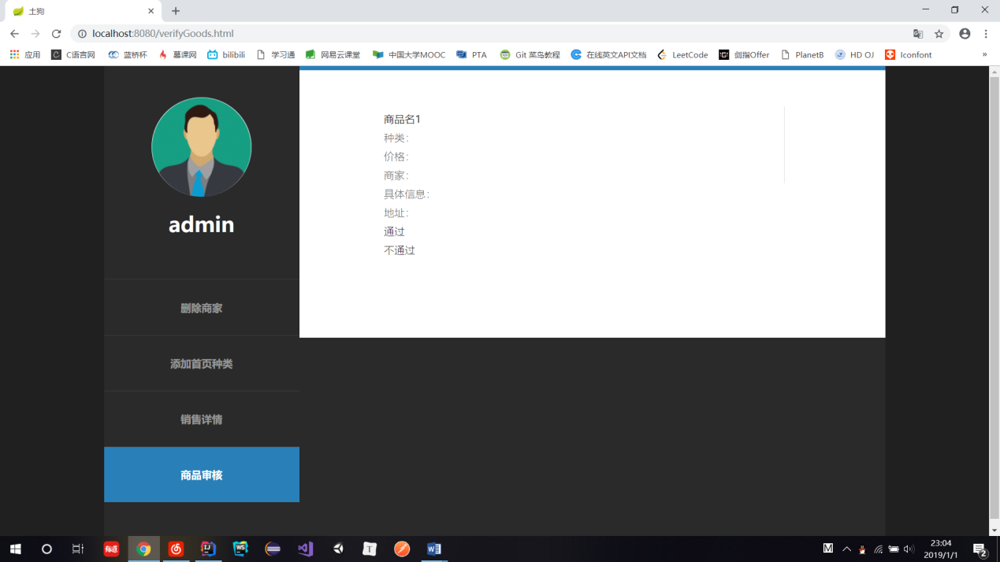 土狗
localhost:8080/verifyGoods.html
应用 C语言网 蓝桥杯 慕课网 bilibili 学习通 网易云课堂 中国大学MOOC PTA Git 菜鸟教程 在线英文API文档 LeetCode 剑指Offer PlanetB HD OJ Iconfont »
admin
删除商家
添加首页种类
销售详情
商品审核
商品名1
种类：
价格：
商家：
具体信息：
地址：
通过
不通过
有道 IJ WS T W M
23:04
2019/1/1
2